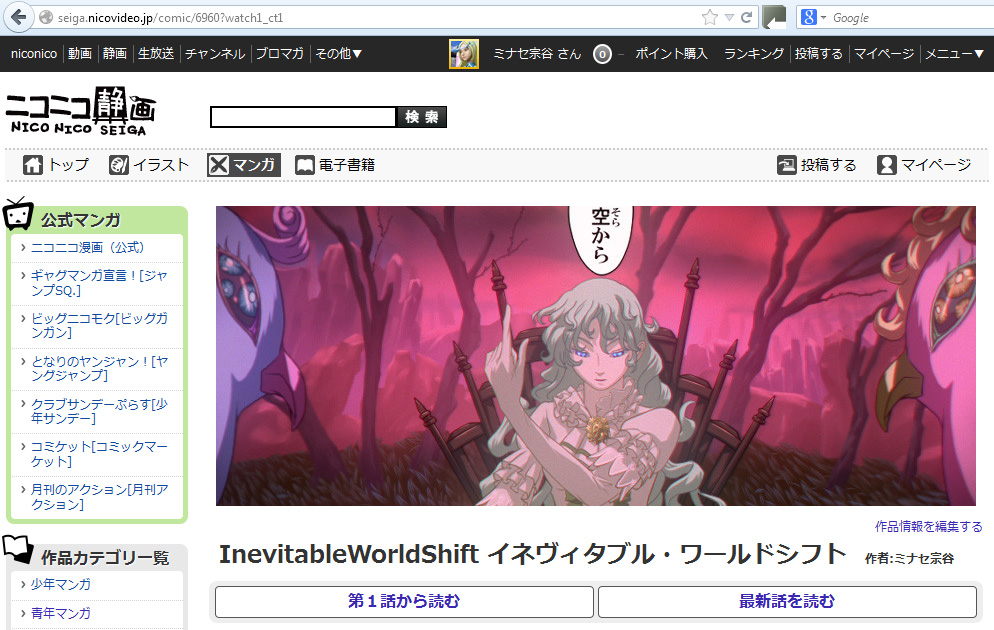 seiga.nicovideo.jp/comic/6960?watch1_ct1
Google
niconico 動画 静画 生放送 チャンネル ブロマガ その他▼ ミナセ宗谷 さん 0 − ポイント購入 ランキング 投稿する マイページ メニュー▼
ニコニコ静画
NICO NICO SEIGA
検 索
トップ イラスト マンガ 電子書籍 投稿する マイページ
公式マンガ
ニコニコ漫画（公式）
ギャグマンガ宣言！[ジャ
ンプSQ.]
ビッグニコモク[ビッグガ
ンガン]
となりのヤンジャン！[ヤ
ングジャンプ]
クラブサンデーぷらす[少
年サンデー]
コミケット[コミックマー
ケット]
月刊のアクション[月刊ア
クション]
作品カテゴリ一覧
少年マンガ
青年マンガ
空から
そら
作品情報を編集する
InevitableWorldShift イネヴィタブル・ワールドシフト 作者:ミナセ宗谷
第１話から読む 最新話を読む